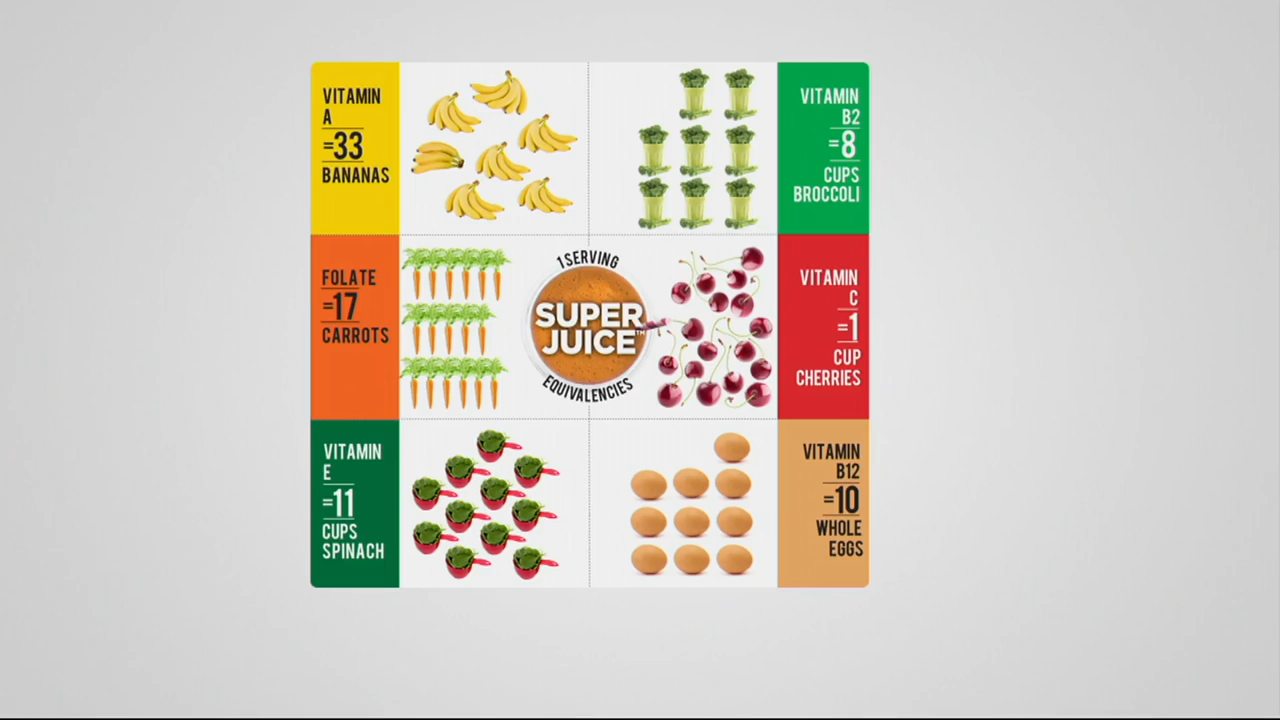 VITAMIN
A
=33
BANANAS
VITAMIN
B2
=8
CUPS
BROCCOLI
FOLATE
=17
CARROTS
1 SERVING
SUPER
JUICE™
EQUIVALENCIES
VITAMIN
C
=1
CUP
CHERRIES
VITAMIN
E
=11
CUPS
SPINACH
VITAMIN
B12
=10
WHOLE
EGGS